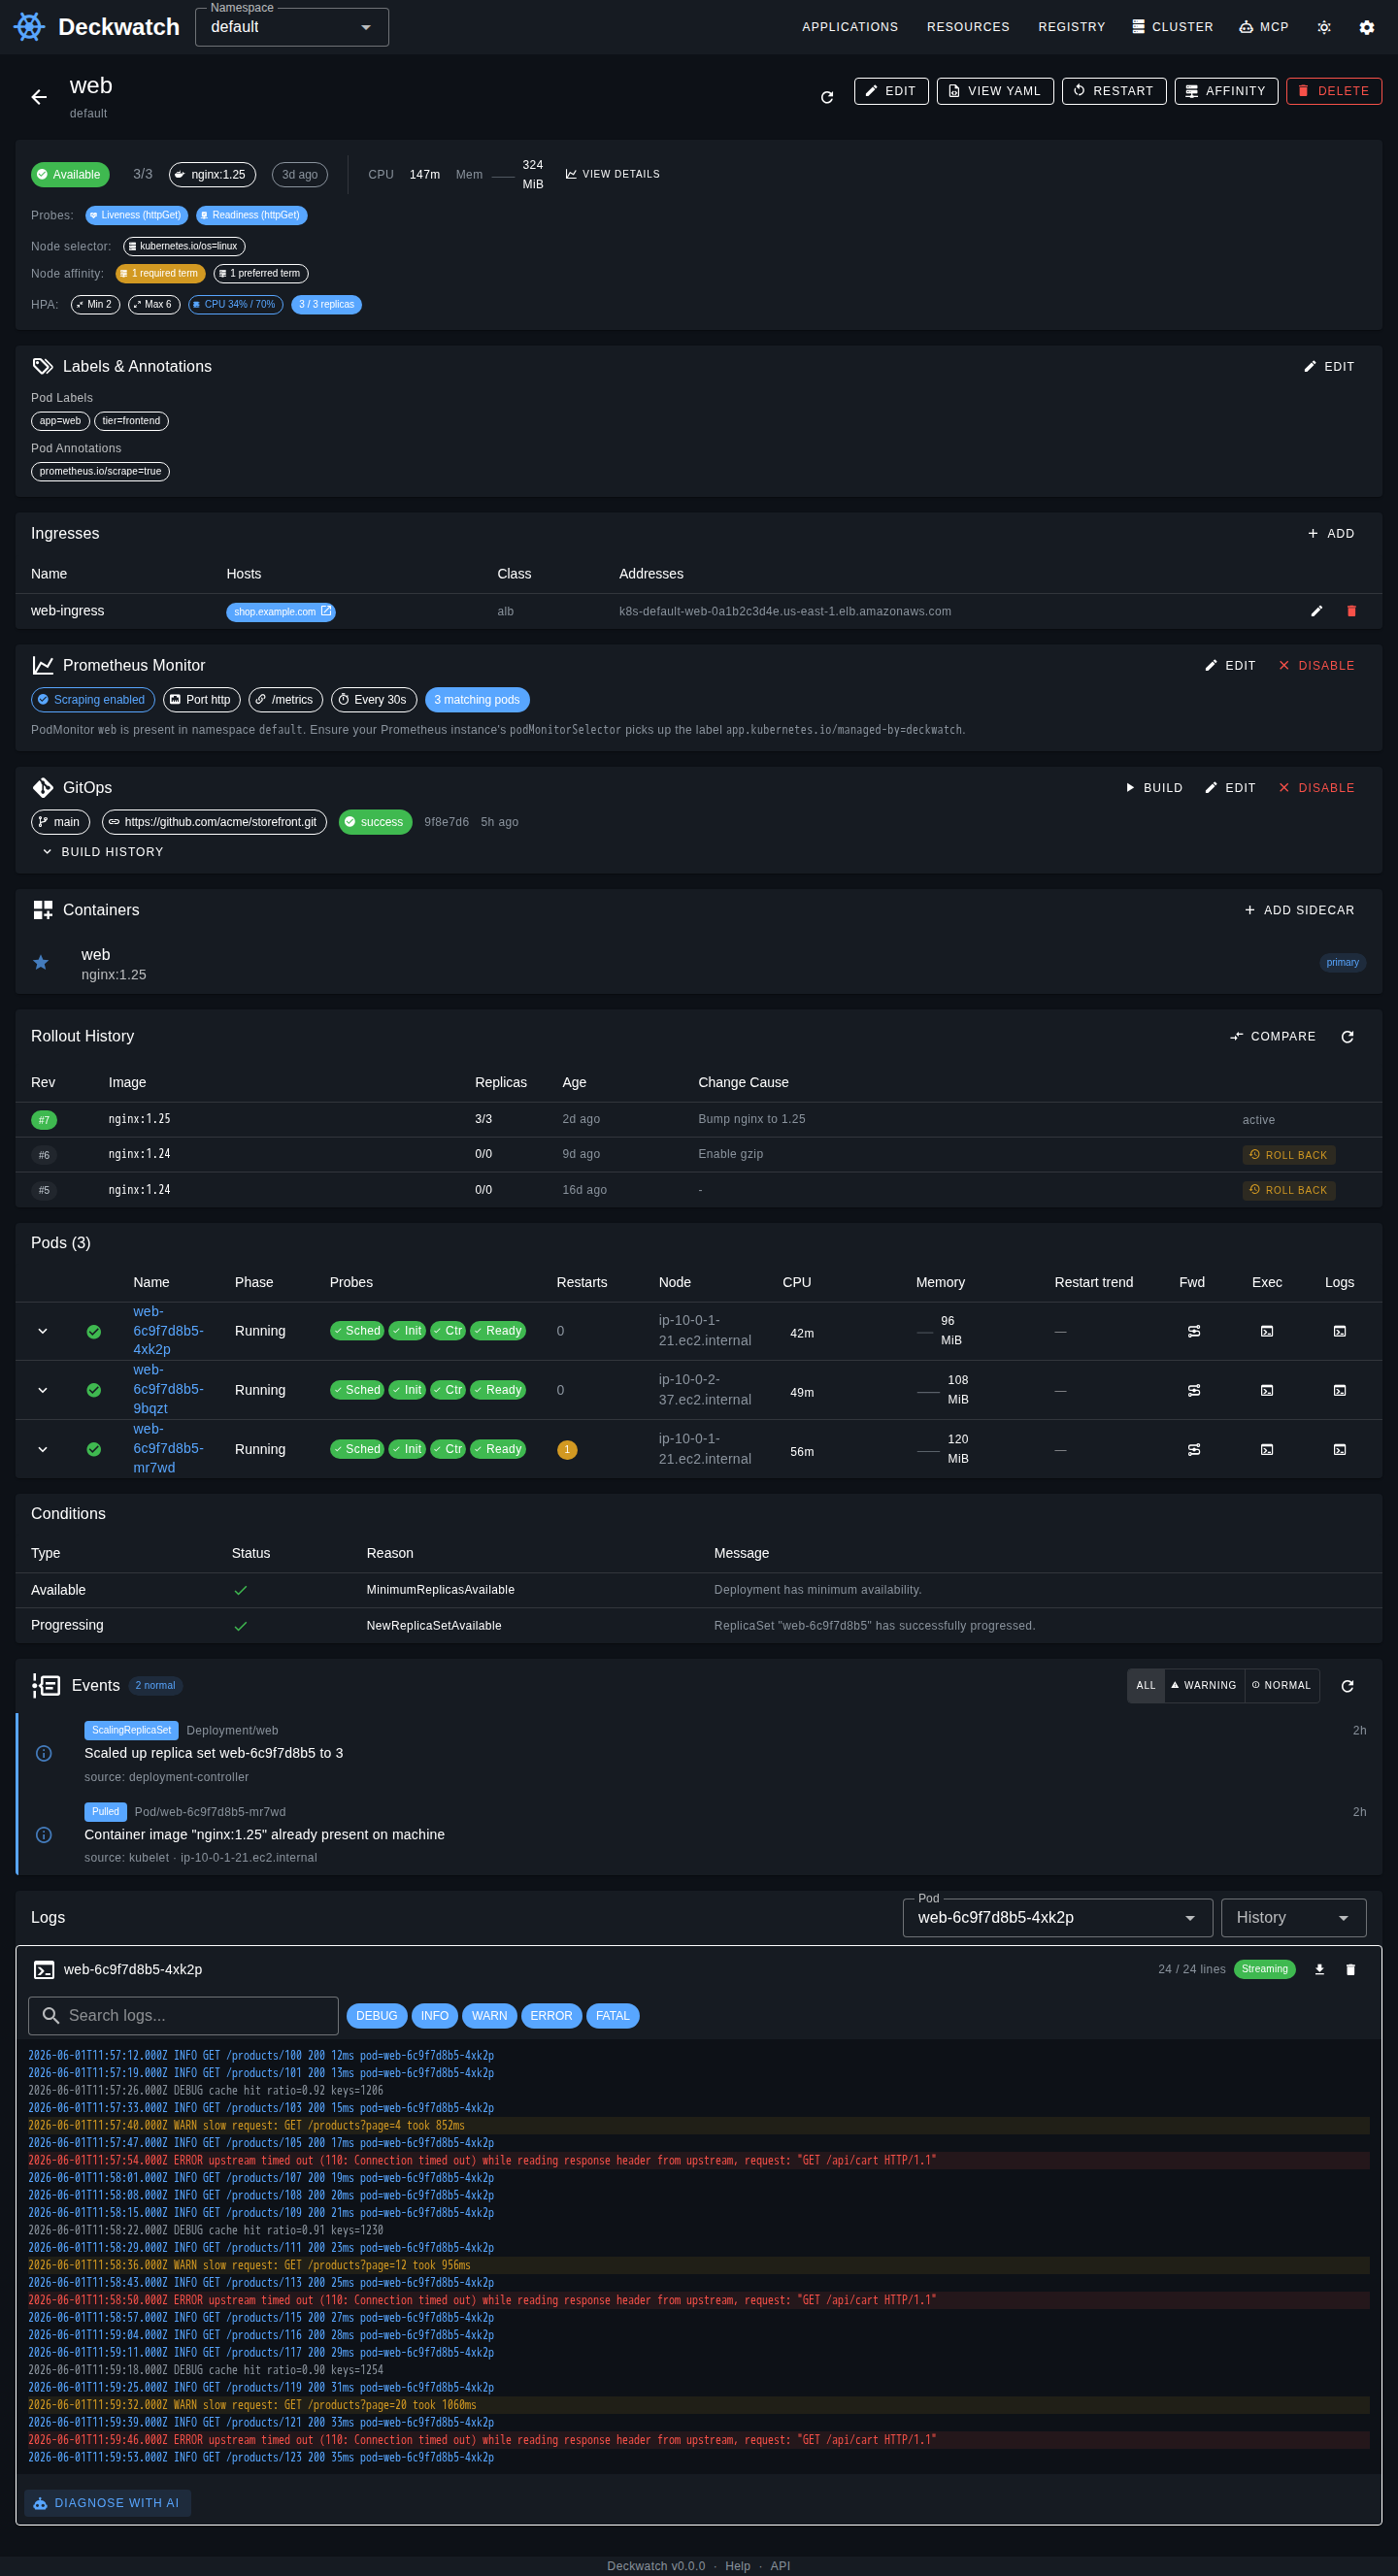 Deckwatch
Namespace
default
APPLICATIONS
RESOURCES
REGISTRY
CLUSTER
MCP
web
default
EDIT
VIEW YAML
RESTART
AFFINITY
DELETE
Available 3/3 nginx:1.25 3d ago CPU 147m Mem 324 MiB VIEW DETAILS
Probes: Liveness (httpGet) Readiness (httpGet)
Node selector: kubernetes.io/os=linux
Node affinity: 1 required term 1 preferred term
HPA: Min 2 Max 6 CPU 34% / 70% 3 / 3 replicas
Labels & Annotations EDIT
Pod Labels
app=web tier=frontend
Pod Annotations
prometheus.io/scrape=true
Ingresses ADD
Name Hosts Class Addresses
web-ingress shop.example.com alb k8s-default-web-0a1b2c3d4e.us-east-1.elb.amazonaws.com
Prometheus Monitor EDIT DISABLE
Scraping enabled Port http /metrics Every 30s 3 matching pods
PodMonitor web is present in namespace default. Ensure your Prometheus instance's podMonitorSelector picks up the label app.kubernetes.io/managed-by=deckwatch.
GitOps BUILD EDIT DISABLE
main https://github.com/acme/storefront.git success 9f8e7d6 5h ago
BUILD HISTORY
Containers ADD SIDECAR
web
nginx:1.25
primary
Rollout History COMPARE
Rev Image Replicas Age Change Cause
#7 nginx:1.25 3/3 2d ago Bump nginx to 1.25 active
#6 nginx:1.24 0/0 9d ago Enable gzip ROLL BACK
#5 nginx:1.24 0/0 16d ago - ROLL BACK
Pods (3)
Name Phase Probes Restarts Node CPU Memory Restart trend Fwd Exec Logs
web-6c9f7d8b5-4xk2p Running Sched Init Ctr Ready 0 ip-10-0-1-21.ec2.internal 42m 96 MiB —
web-6c9f7d8b5-9bqzt Running Sched Init Ctr Ready 0 ip-10-0-2-37.ec2.internal 49m 108 MiB —
web-6c9f7d8b5-mr7wd Running Sched Init Ctr Ready 1 ip-10-0-1-21.ec2.internal 56m 120 MiB —
Conditions
Type Status Reason Message
Available MinimumReplicasAvailable Deployment has minimum availability.
Progressing NewReplicaSetAvailable ReplicaSet "web-6c9f7d8b5" has successfully progressed.
Events 2 normal ALL WARNING NORMAL
ScalingReplicaSet Deployment/web 2h
Scaled up replica set web-6c9f7d8b5 to 3
source: deployment-controller
Pulled Pod/web-6c9f7d8b5-mr7wd 2h
Container image "nginx:1.25" already present on machine
source: kubelet · ip-10-0-1-21.ec2.internal
Logs
Pod
web-6c9f7d8b5-4xk2p
History
web-6c9f7d8b5-4xk2p 24 / 24 lines Streaming
Search logs... DEBUG INFO WARN ERROR FATAL
2026-06-01T11:57:12.000Z INFO GET /products/100 200 12ms pod=web-6c9f7d8b5-4xk2p
2026-06-01T11:57:19.000Z INFO GET /products/101 200 13ms pod=web-6c9f7d8b5-4xk2p
2026-06-01T11:57:26.000Z DEBUG cache hit ratio=0.92 keys=1206
2026-06-01T11:57:33.000Z INFO GET /products/103 200 15ms pod=web-6c9f7d8b5-4xk2p
2026-06-01T11:57:40.000Z WARN slow request: GET /products?page=4 took 852ms
2026-06-01T11:57:47.000Z INFO GET /products/105 200 17ms pod=web-6c9f7d8b5-4xk2p
2026-06-01T11:57:54.000Z ERROR upstream timed out (110: Connection timed out) while reading response header from upstream, request: "GET /api/cart HTTP/1.1"
2026-06-01T11:58:01.000Z INFO GET /products/107 200 19ms pod=web-6c9f7d8b5-4xk2p
2026-06-01T11:58:08.000Z INFO GET /products/108 200 20ms pod=web-6c9f7d8b5-4xk2p
2026-06-01T11:58:15.000Z INFO GET /products/109 200 21ms pod=web-6c9f7d8b5-4xk2p
2026-06-01T11:58:22.000Z DEBUG cache hit ratio=0.91 keys=1230
2026-06-01T11:58:29.000Z INFO GET /products/111 200 23ms pod=web-6c9f7d8b5-4xk2p
2026-06-01T11:58:36.000Z WARN slow request: GET /products?page=12 took 956ms
2026-06-01T11:58:43.000Z INFO GET /products/113 200 25ms pod=web-6c9f7d8b5-4xk2p
2026-06-01T11:58:50.000Z ERROR upstream timed out (110: Connection timed out) while reading response header from upstream, request: "GET /api/cart HTTP/1.1"
2026-06-01T11:58:57.000Z INFO GET /products/115 200 27ms pod=web-6c9f7d8b5-4xk2p
2026-06-01T11:59:04.000Z INFO GET /products/116 200 28ms pod=web-6c9f7d8b5-4xk2p
2026-06-01T11:59:11.000Z INFO GET /products/117 200 29ms pod=web-6c9f7d8b5-4xk2p
2026-06-01T11:59:18.000Z DEBUG cache hit ratio=0.90 keys=1254
2026-06-01T11:59:25.000Z INFO GET /products/119 200 31ms pod=web-6c9f7d8b5-4xk2p
2026-06-01T11:59:32.000Z WARN slow request: GET /products?page=20 took 1060ms
2026-06-01T11:59:39.000Z INFO GET /products/121 200 33ms pod=web-6c9f7d8b5-4xk2p
2026-06-01T11:59:46.000Z ERROR upstream timed out (110: Connection timed out) while reading response header from upstream, request: "GET /api/cart HTTP/1.1"
2026-06-01T11:59:53.000Z INFO GET /products/123 200 35ms pod=web-6c9f7d8b5-4xk2p
DIAGNOSE WITH AI
Deckwatch v0.0.0 · Help · API